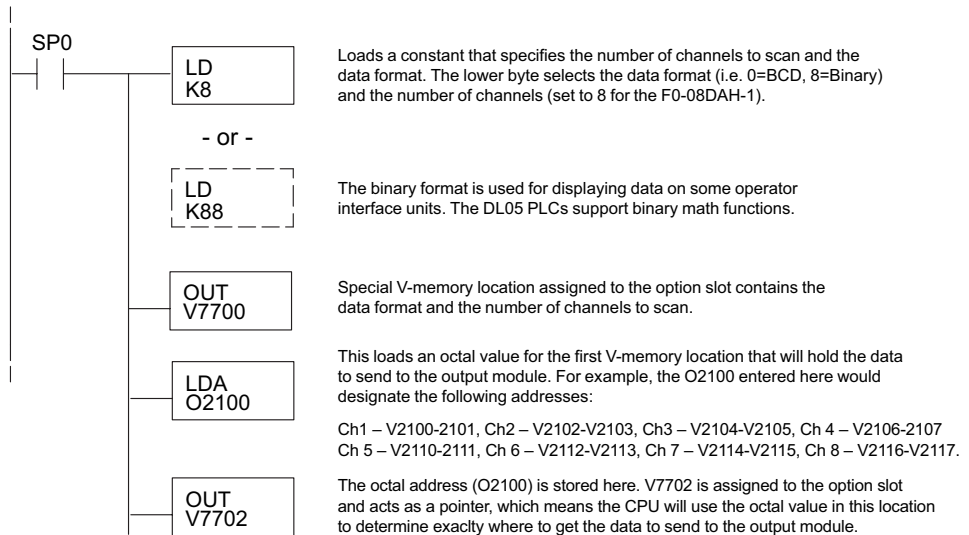 SP0
LD
K8
Loads a constant that specifies the number of channels to scan and the
data format. The lower byte selects the data format (i.e. 0=BCD, 8=Binary)
and the number of channels (set to 8 for the F0-08DAH-1).
- or -
LD
K88
The binary format is used for displaying data on some operator
interface units. The DL05 PLCs support binary math functions.
OUT
V7700
Special V-memory location assigned to the option slot contains the
data format and the number of channels to scan.
LDA
O2100
This loads an octal value for the first V-memory location that will hold the data
to send to the output module. For example, the O2100 entered here would
designate the following addresses:
Ch1 – V2100-2101, Ch2 – V2102-V2103, Ch3 – V2104-V2105, Ch 4 – V2106-2107
Ch 5 – V2110-2111, Ch 6 – V2112-V2113, Ch 7 – V2114-V2115, Ch 8 – V2116-V2117.
OUT
V7702
The octal address (O2100) is stored here. V7702 is assigned to the option slot
and acts as a pointer, which means the CPU will use the octal value in this location
to determine exaclty where to get the data to send to the output module.